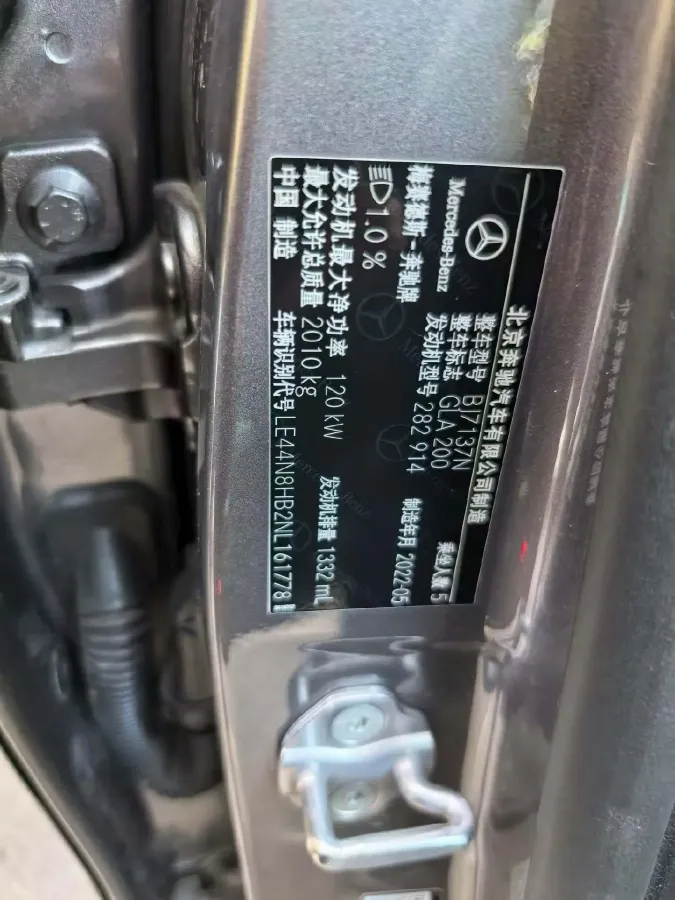 北京奔驰汽车有限公司制造
Mercedes-Benz
整车型号 BJ7137N 乘坐人数 5
整车标志 GLA 200
梅赛德斯-奔驰牌 发动机型号 282 914 制造年月 2022-05
1.0 %
发动机最大净功率 120 kW 发动机排量 1332 mL
最大允许总质量 2010 kg
中国 制造 车辆识别代号 LE44N8HB2NL161778